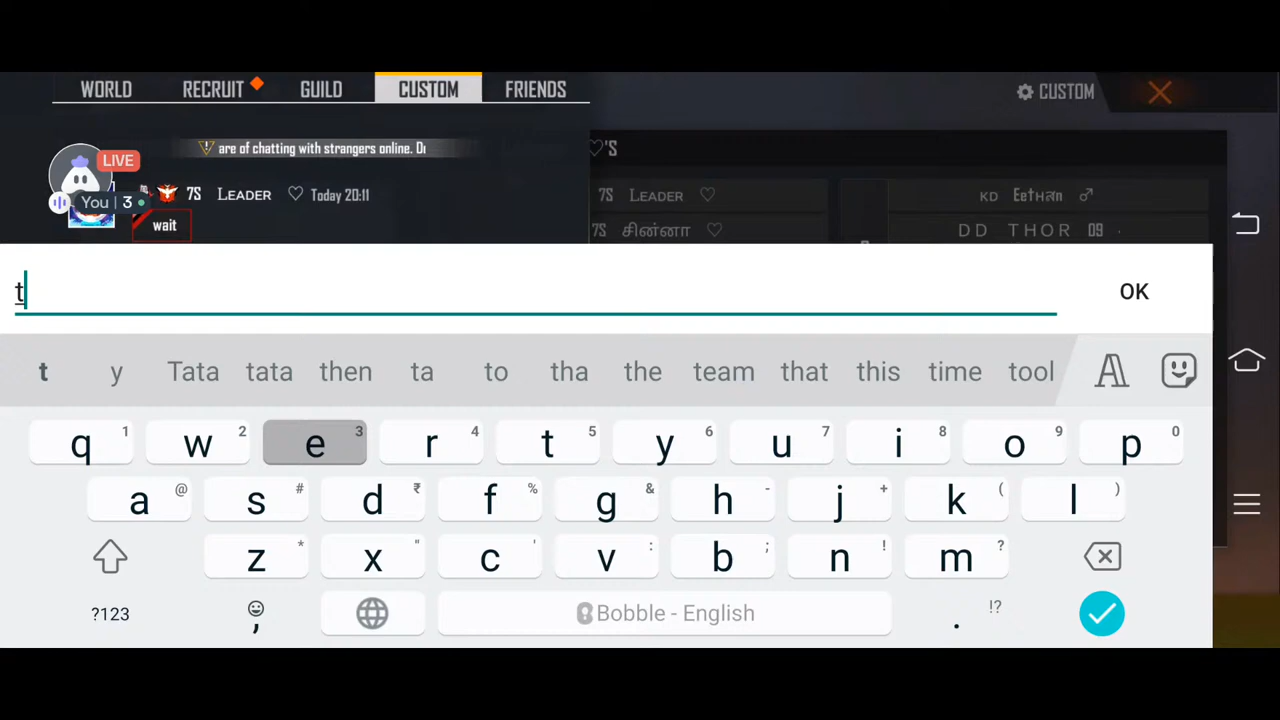 WORLD RECRUIT GUILD CUSTOM FRIENDS
CUSTOM
are of chatting with strangers online. Do
♡'S
LIVE
7S LEADER ♡ Today 20:11
7S LEADER ♡
KD Eeтнαn ♂
You | 3
wait
7S சின்னா ♡
DD THOR 09
t
OK
t y Tata tata then ta to tha the team that this time tool
q 1 w 2 e 3 r 4 t 5 y 6 u 7 i 8 o 9 p 0
a @ s # d ₹ f % g & h - j + k ( l )
z * x " c ' v : b ; n ! m ?
?123 , Bobble - English . !?